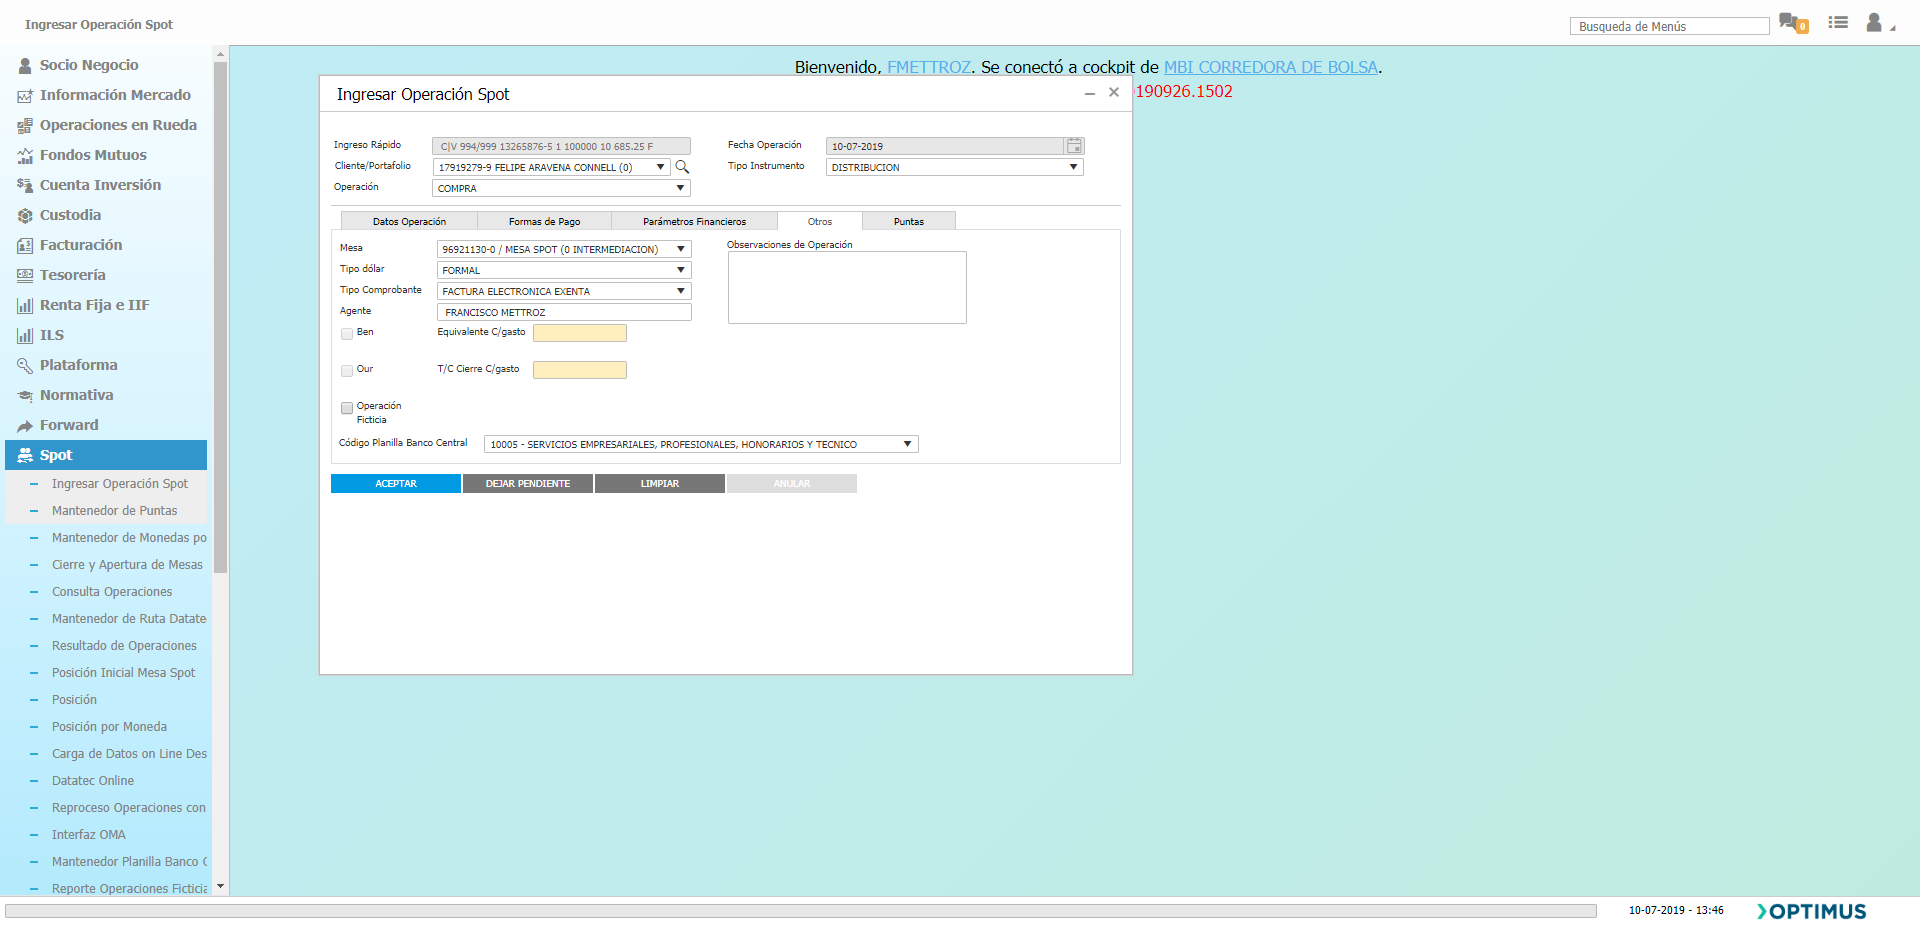 Ingresar Operación Spot
Busqueda de Menús
0
Socio Negocio
Información Mercado
Operaciones en Rueda
Fondos Mutuos
Cuenta Inversión
Custodia
Facturación
Tesorería
Renta Fija e IIF
ILS
Plataforma
Normativa
Forward
Spot
Ingresar Operación Spot
Mantenedor de Puntas
Mantenedor de Monedas po
Cierre y Apertura de Mesas
Consulta Operaciones
Mantenedor de Ruta Datate
Resultado de Operaciones
Posición Inicial Mesa Spot
Posición
Posición por Moneda
Carga de Datos on Line Des
Datatec Online
Reproceso Operaciones con
Interfaz OMA
Mantenedor Planilla Banco C
Reporte Operaciones Ficticia
Bienvenido, FMETTROZ. Se conectó a cockpit de MBI CORREDORA DE BOLSA.
190926.1502
Ingresar Operación Spot
Ingreso Rápido C|V 994/999 13265876-5 1 100000 10 685.25 F
Fecha Operación 10-07-2019
Cliente/Portafolio 17919279-9 FELIPE ARAVENA CONNELL (0)
Tipo Instrumento DISTRIBUCION
Operación COMPRA
Datos Operación Formas de Pago Parámetros Financieros Otros Puntas
Mesa 96921130-0 / MESA SPOT (0 INTERMEDIACION)
Observaciones de Operación
Tipo dólar FORMAL
Tipo Comprobante FACTURA ELECTRONICA EXENTA
Agente FRANCISCO METTROZ
Ben Equivalente C/gasto
Our T/C Cierre C/gasto
Operación
Ficticia
Código Planilla Banco Central 10005 - SERVICIOS EMPRESARIALES, PROFESIONALES, HONORARIOS Y TECNICO
ACEPTAR DEJAR PENDIENTE LIMPIAR ANULAR
10-07-2019 - 13:46
OPTIMUS